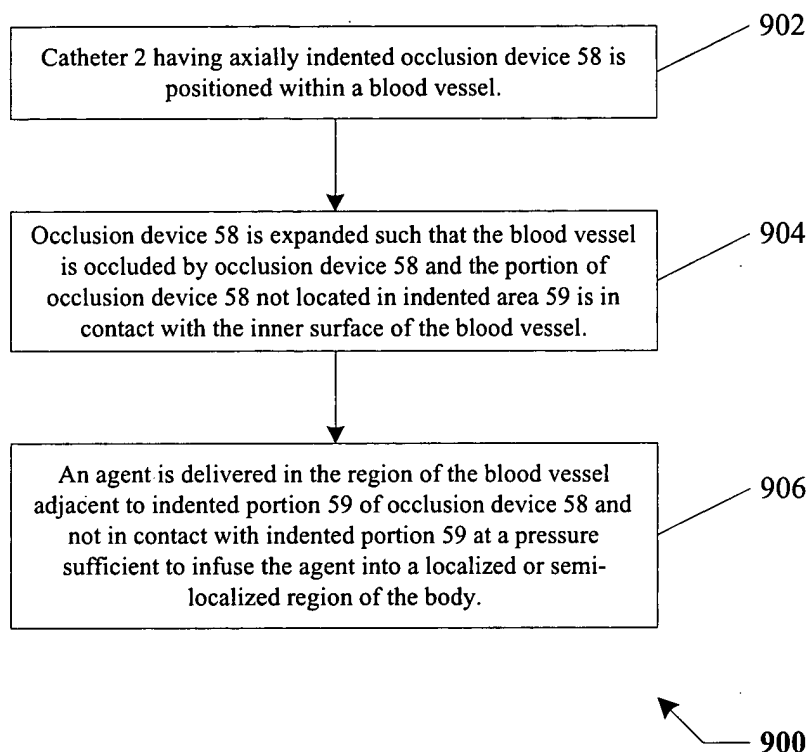 902
Catheter 2 having axially indented occlusion device 58 is
positioned within a blood vessel.
904
Occlusion device 58 is expanded such that the blood vessel
is occluded by occlusion device 58 and the portion of
occlusion device 58 not located in indented area 59 is in
contact with the inner surface of the blood vessel.
906
An agent is delivered in the region of the blood vessel
adjacent to indented portion 59 of occlusion device 58 and
not in contact with indented portion 59 at a pressure
sufficient to infuse the agent into a localized or semi-
localized region of the body.
900